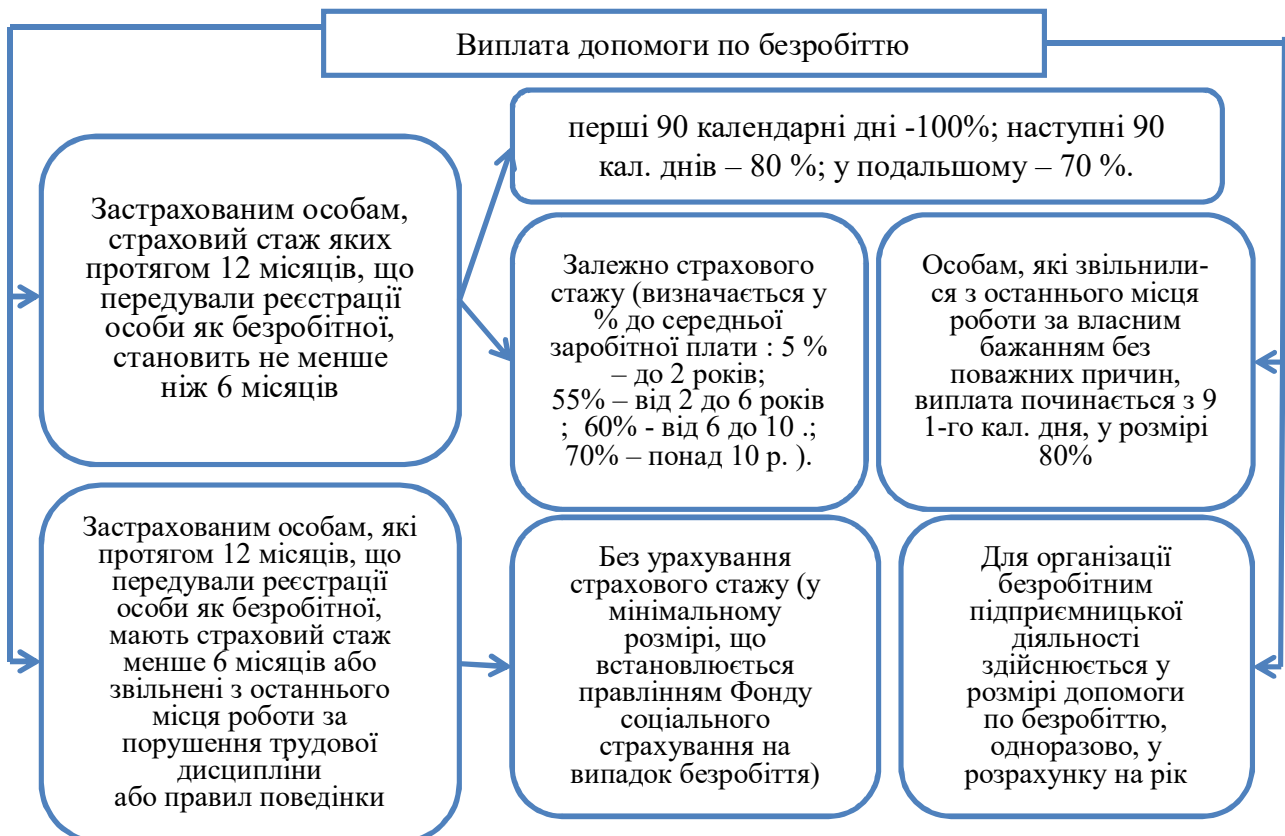 Виплата допомоги по безробіттю
перші 90 календарні дні -100%; наступні 90
кал. днів – 80 %; у подальшому – 70 %.
Застрахованим особам,
страховий стаж яких
протягом 12 місяців, що
передували реєстрації
особи як безробітної,
становить не менше
ніж 6 місяців
Залежно страхового
стажу (визначається у
% до середньої
заробітної плати : 5 %
– до 2 років;
55% – від 2 до 6 років
; 60% - від 6 до 10 .;
70% – понад 10 р. ).
Особам, які звільнили-
ся з останнього місця
роботи за власним
бажанням без
поважних причин,
виплата починається з 9
1-го кал. дня, у розмірі
80%
Застрахованим особам, які
протягом 12 місяців, що
передували реєстрації
особи як безробітної,
мають страховий стаж
менше 6 місяців або
звільнені з останнього
місця роботи за
порушення трудової
дисципліни
або правил поведінки
Без урахування
страхового стажу (у
мінімальному
розмірі, що
встановлюється
правлінням Фонду
соціального
страхування на
випадок безробіття)
Для організації
безробітним
підприємницької
діяльності
здійснюється у
розмірі допомоги
по безробіттю,
одноразово, у
розрахунку на рік